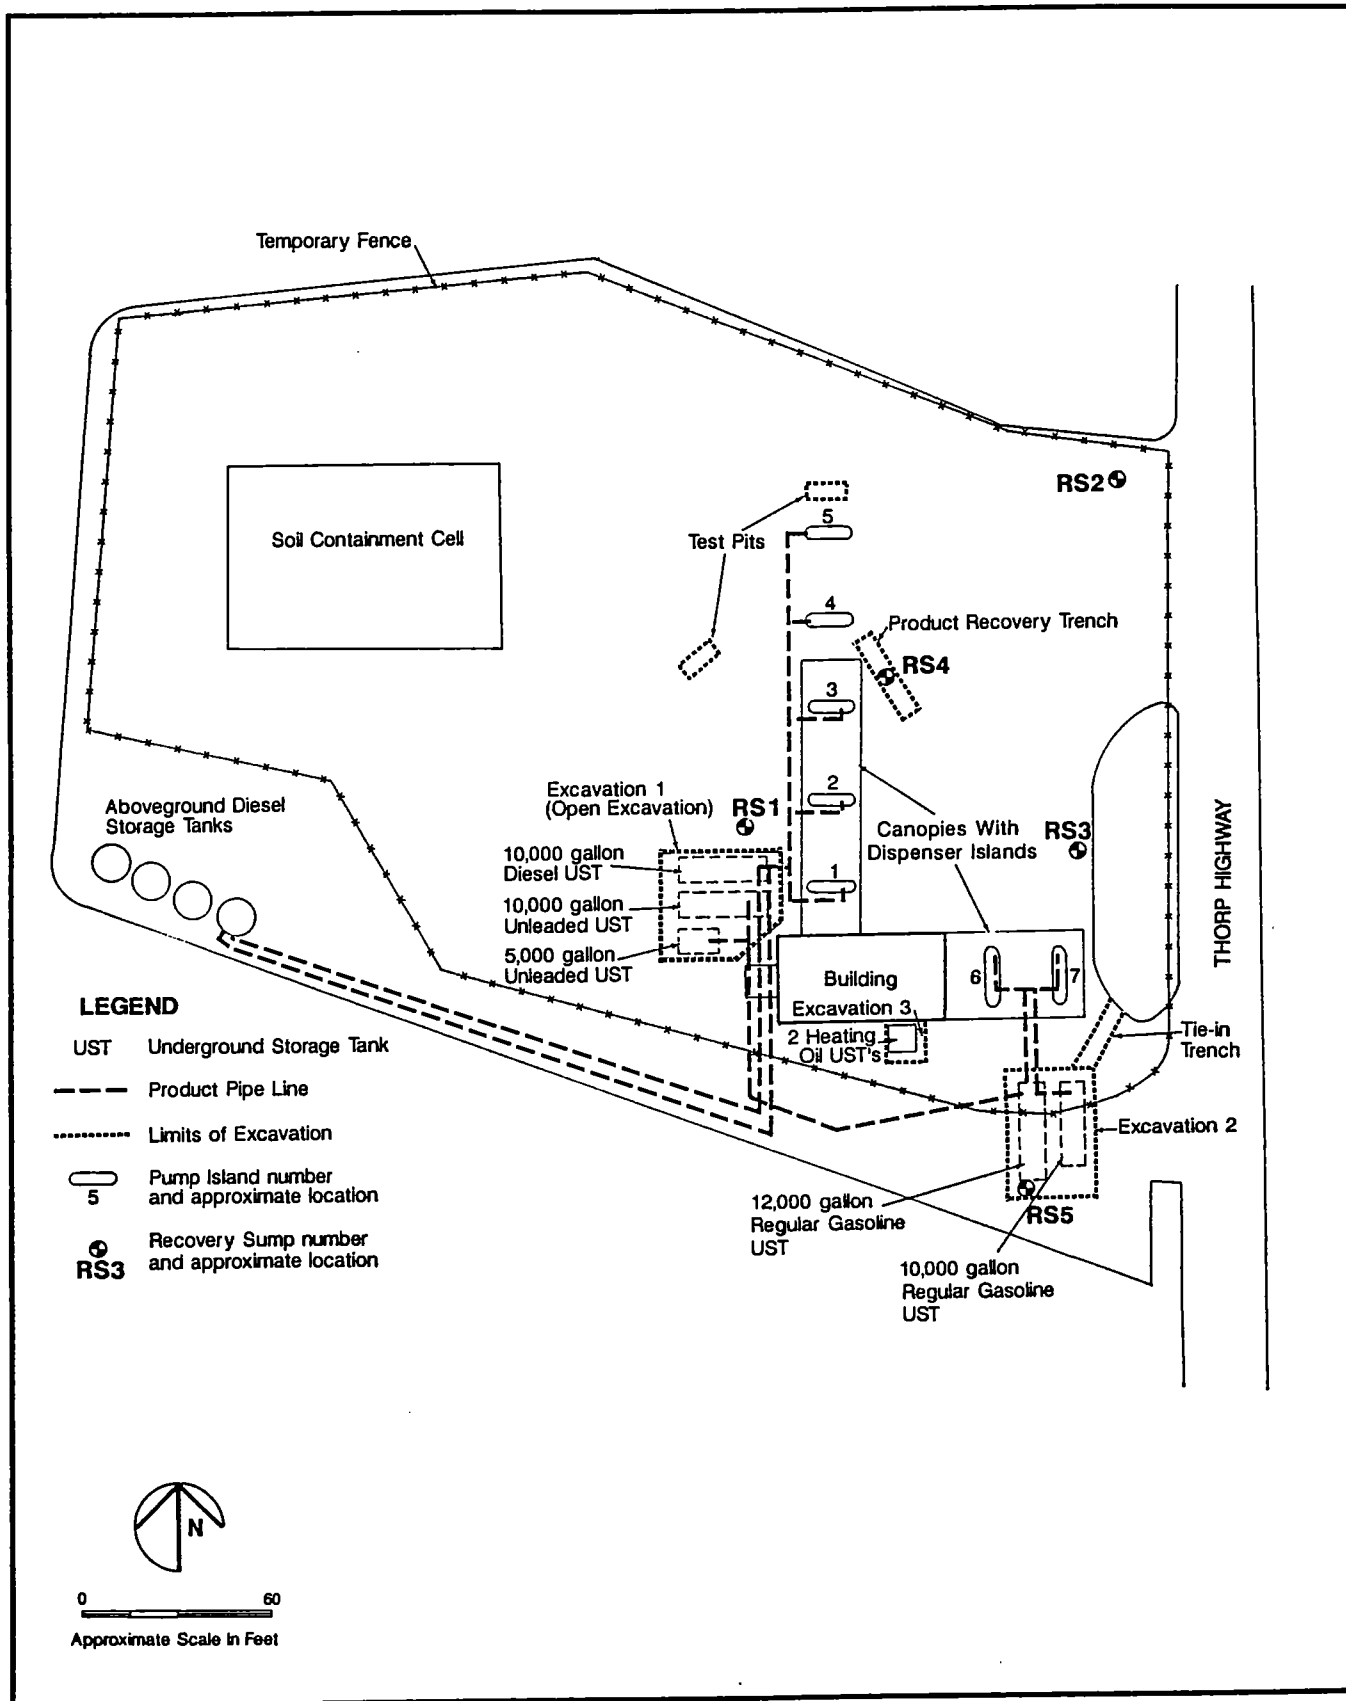 Temporary Fence
RS2
5
Soil Containment Cell
Test Pits
4
Product Recovery Trench
RS4
3
Excavation 1
(Open Excavation)
2
RS1
Aboveground Diesel
Storage Tanks
Canopies With
Dispenser Islands
RS3
THORP HIGHWAY
10,000 gallon
Diesel UST
1
10,000 gallon
Unleaded UST
5,000 gallon
Unleaded UST
Building
6
7
Excavation 3
2 Heating
Oil UST's
Tie-in
Trench
Excavation 2
12,000 gallon
Regular Gasoline
UST
RS5
10,000 gallon
Regular Gasoline
UST
LEGEND
UST Underground Storage Tank
Product Pipe Line
Limits of Excavation
Pump Island number
and approximate location
5
Recovery Sump number
and approximate location
RS3
N
0 60
Approximate Scale In Feet